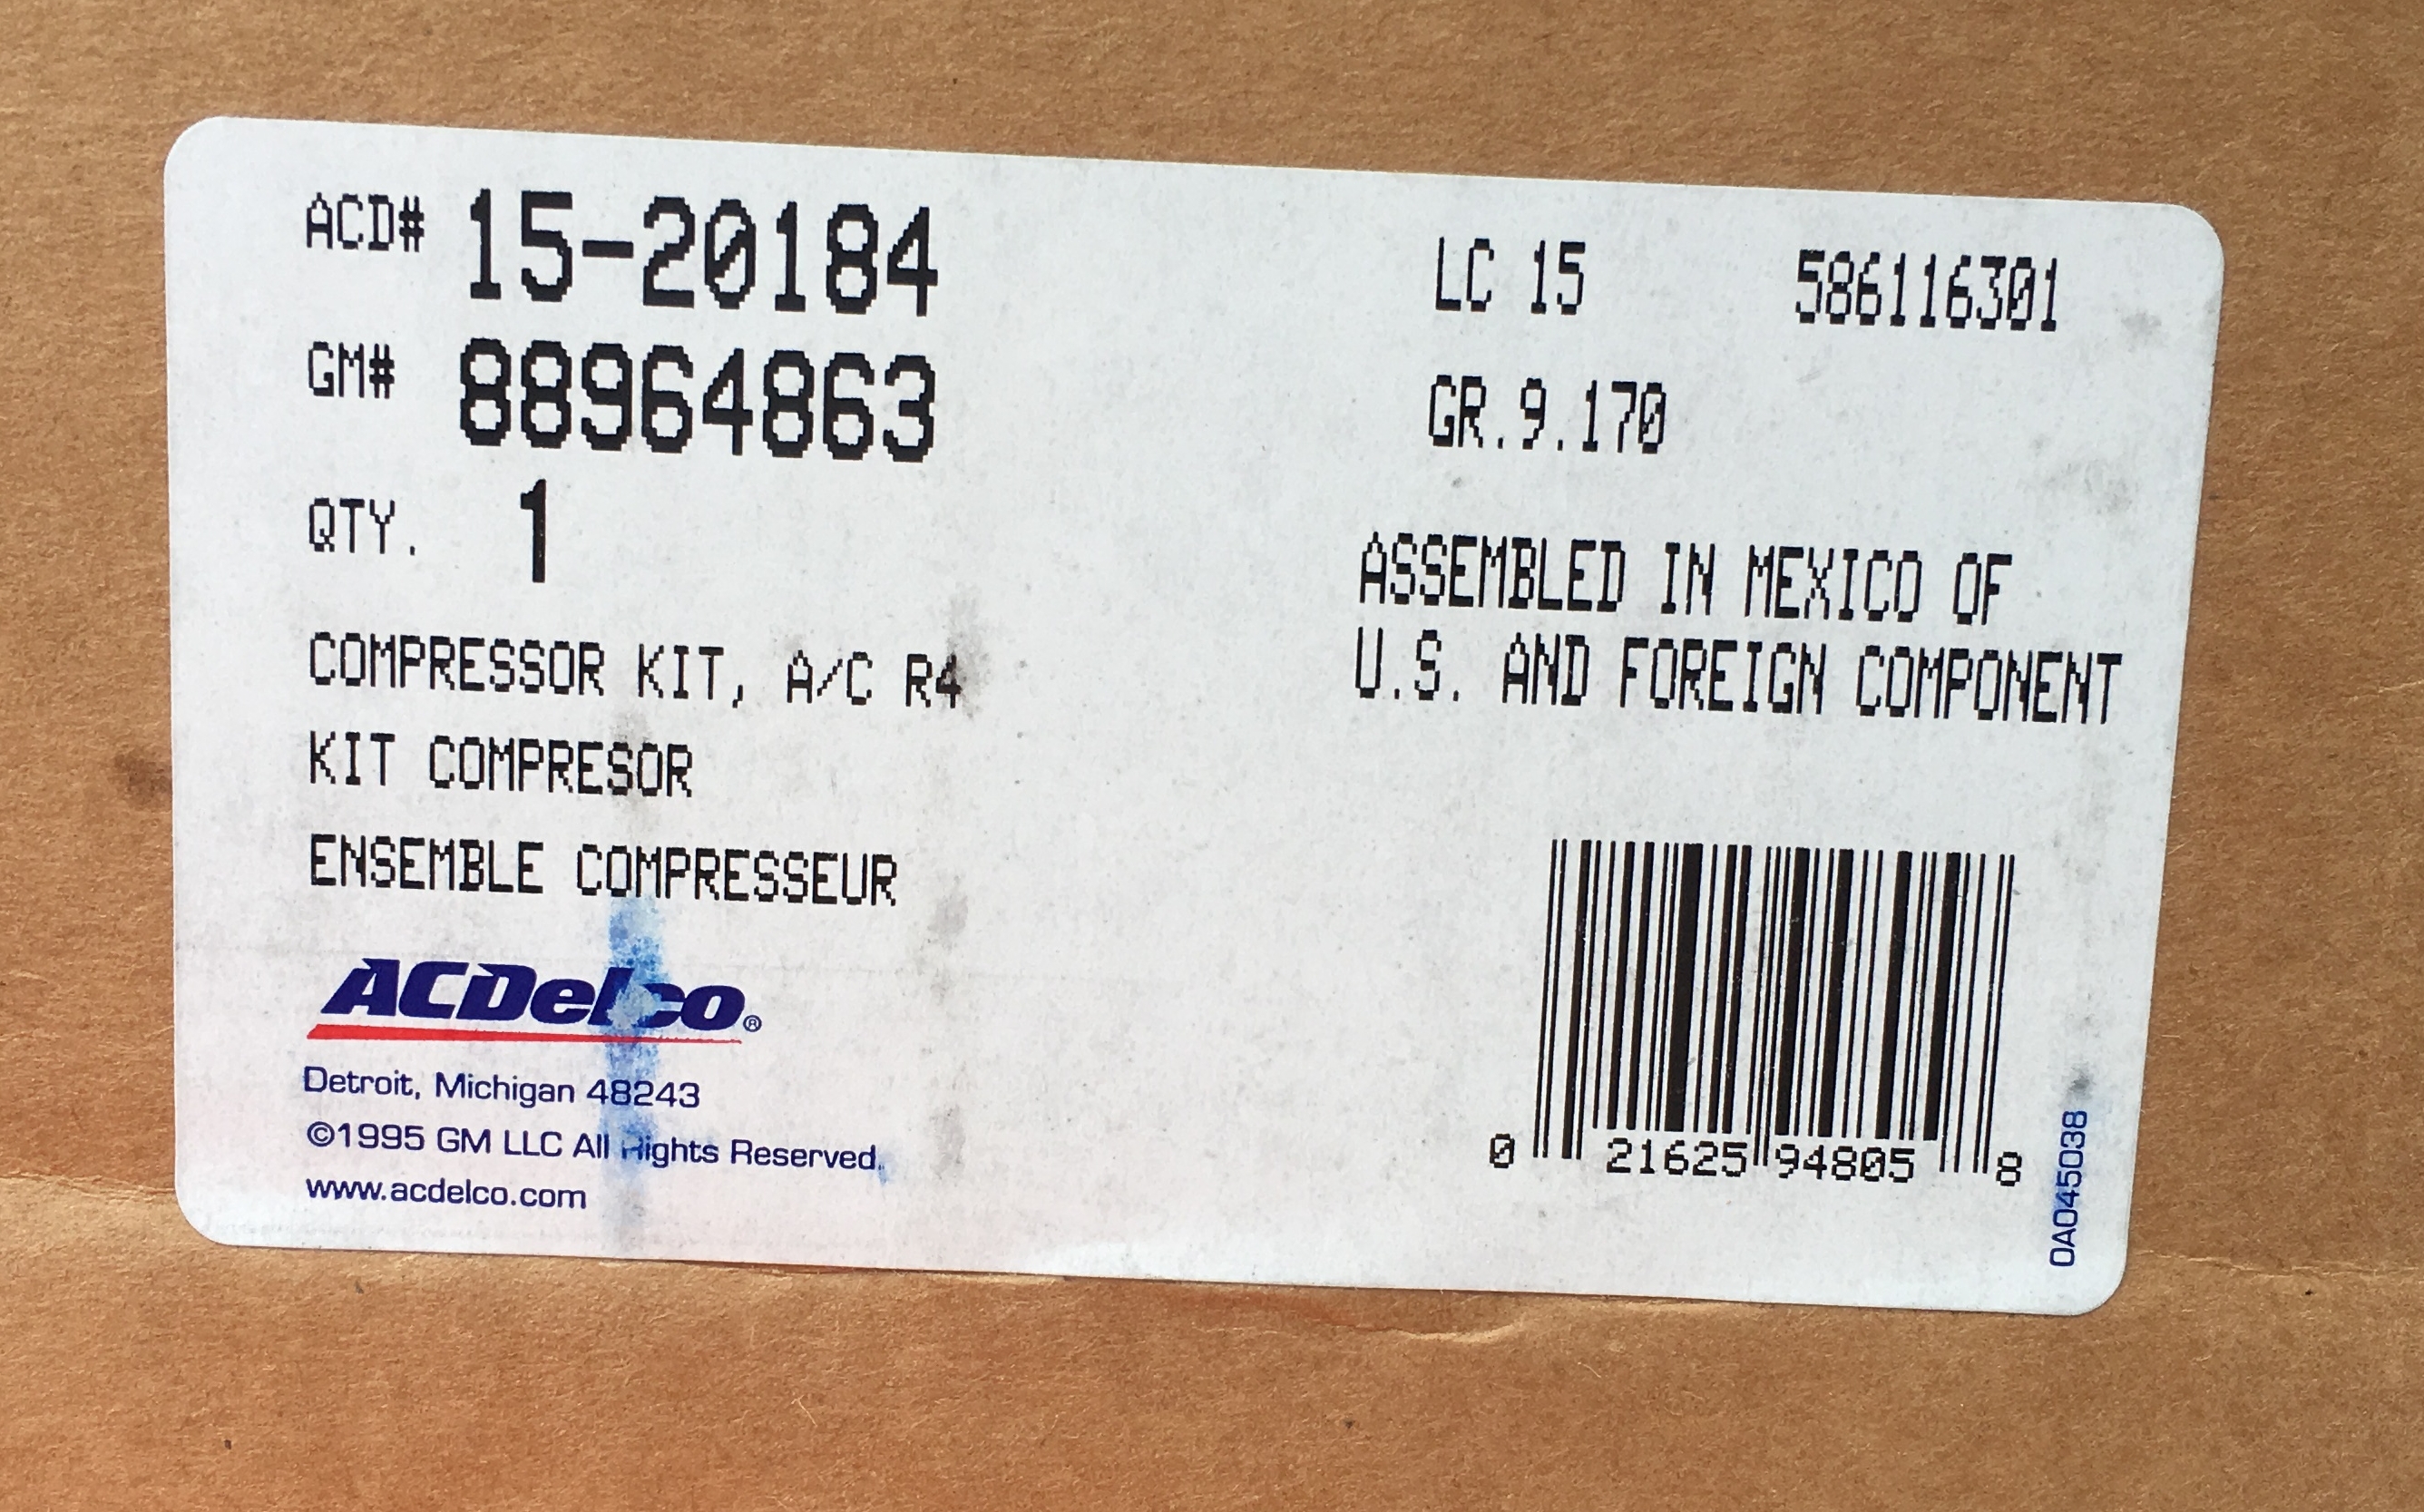 ACD# 15-20184
GM# 88964863
QTY. 1
COMPRESSOR KIT, A/C R4
KIT COMPRESOR
ENSEMBLE COMPRESSEUR
ACDelco®
Detroit, Michigan 48243
©1995 GM LLC All Rights Reserved.
www.acdelco.com
LC 15 586116301
GR.9.170
ASSEMBLED IN MEXICO OF
U.S. AND FOREIGN COMPONENT
0 21625 94805 8
0A045038